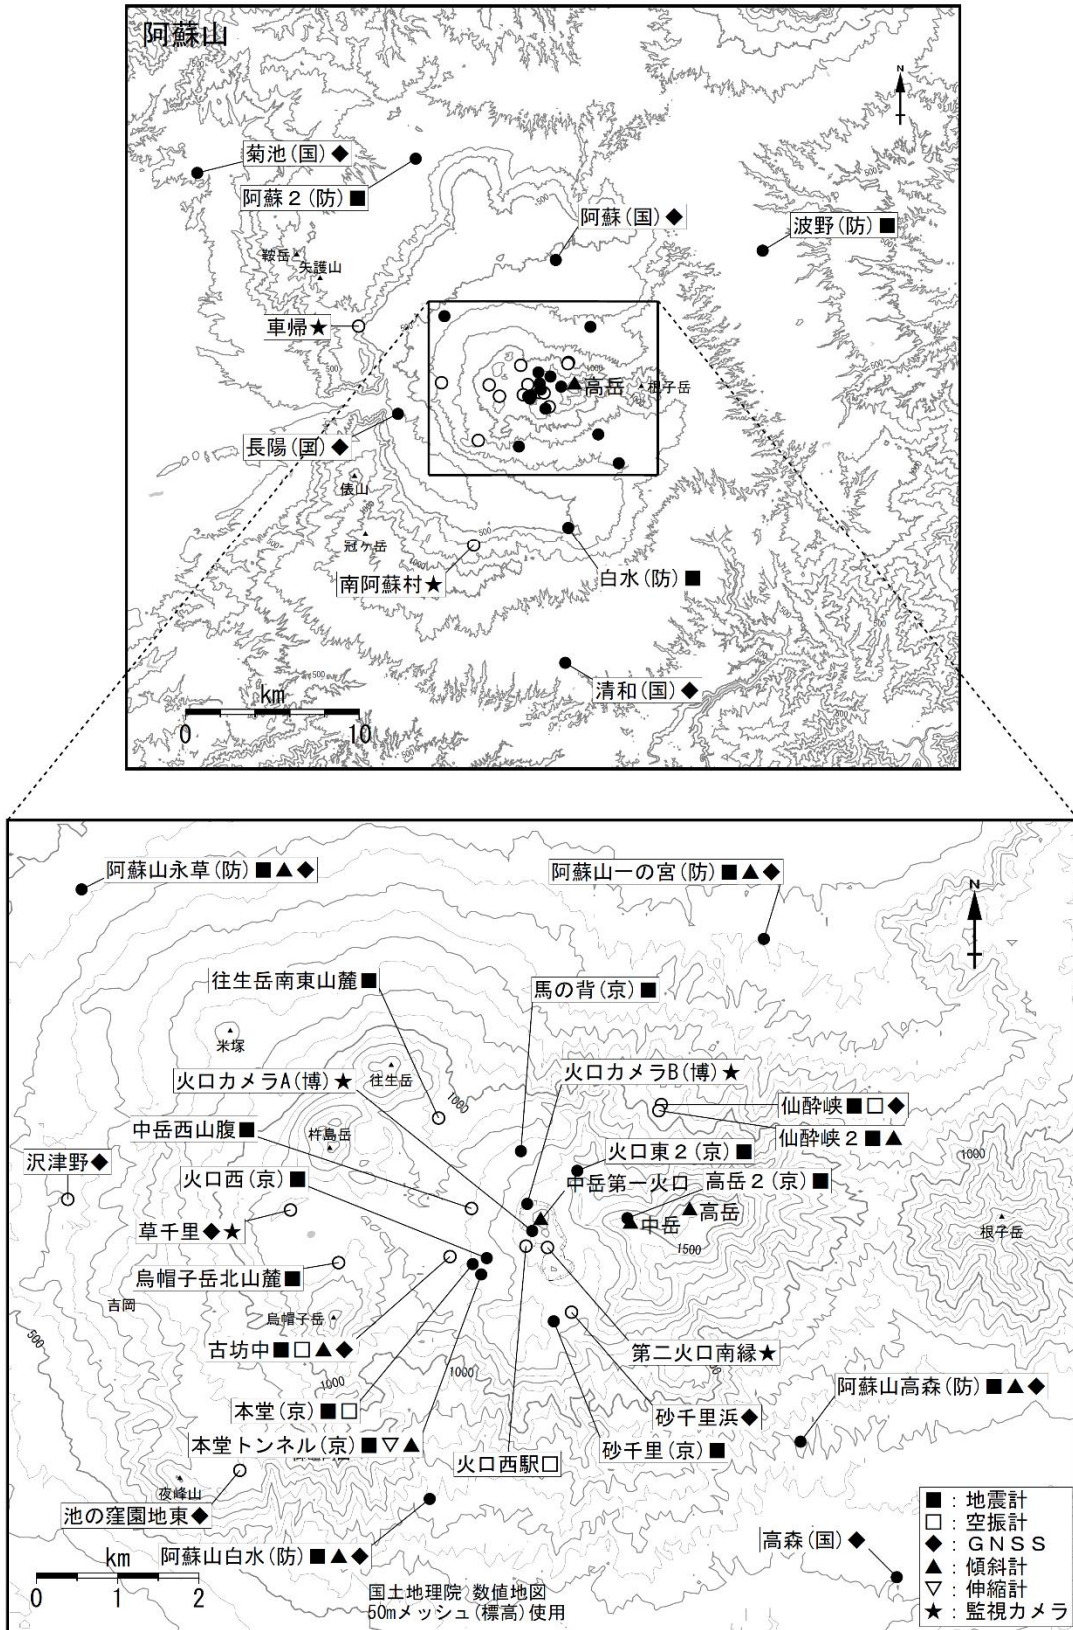 阿蘇山
N
菊池(国)◆
阿蘇２(防)■
阿蘇(国)◆
波野(防)■
鞍岳
矢護山
車帰★
高岳
根子岳
長陽(国)◆
俵山
冠ヶ岳
南阿蘇村★
白水(防)■
清和(国)◆
km
0 10
阿蘇山永草(防)■▲◆
阿蘇山一の宮(防)■▲◆
N
往生岳南東山麓■
馬の背(京)■
米塚
往生岳
火口カメラA(博)★
火口カメラB(博)★
仙酔峡■□◆
仙酔峡２■▲
中岳西山腹■
杵島岳
火口東２(京)■
沢津野◆
火口西(京)■
中岳第一火口
高岳２(京)■
草千里◆★
中岳
高岳
根子岳
1500
1000
烏帽子岳北山麓■
吉岡
烏帽子岳
古坊中■□▲◆
第二火口南縁★
500
1000
1000
本堂(京)■□
砂千里浜◆
阿蘇山高森(防)■▲◆
本堂トンネル(京)■▽▲
火口西駅□
砂千里(京)■
夜峰山
池の窪園地東◆
阿蘇山白水(防)■▲◆
高森(国)◆
km
0 1 2
国土地理院 数値地図
50mメッシュ(標高)使用
■：地震計
□：空振計
◆：ＧＮＳＳ
▲：傾斜計
▽：伸縮計
★：監視カメラ